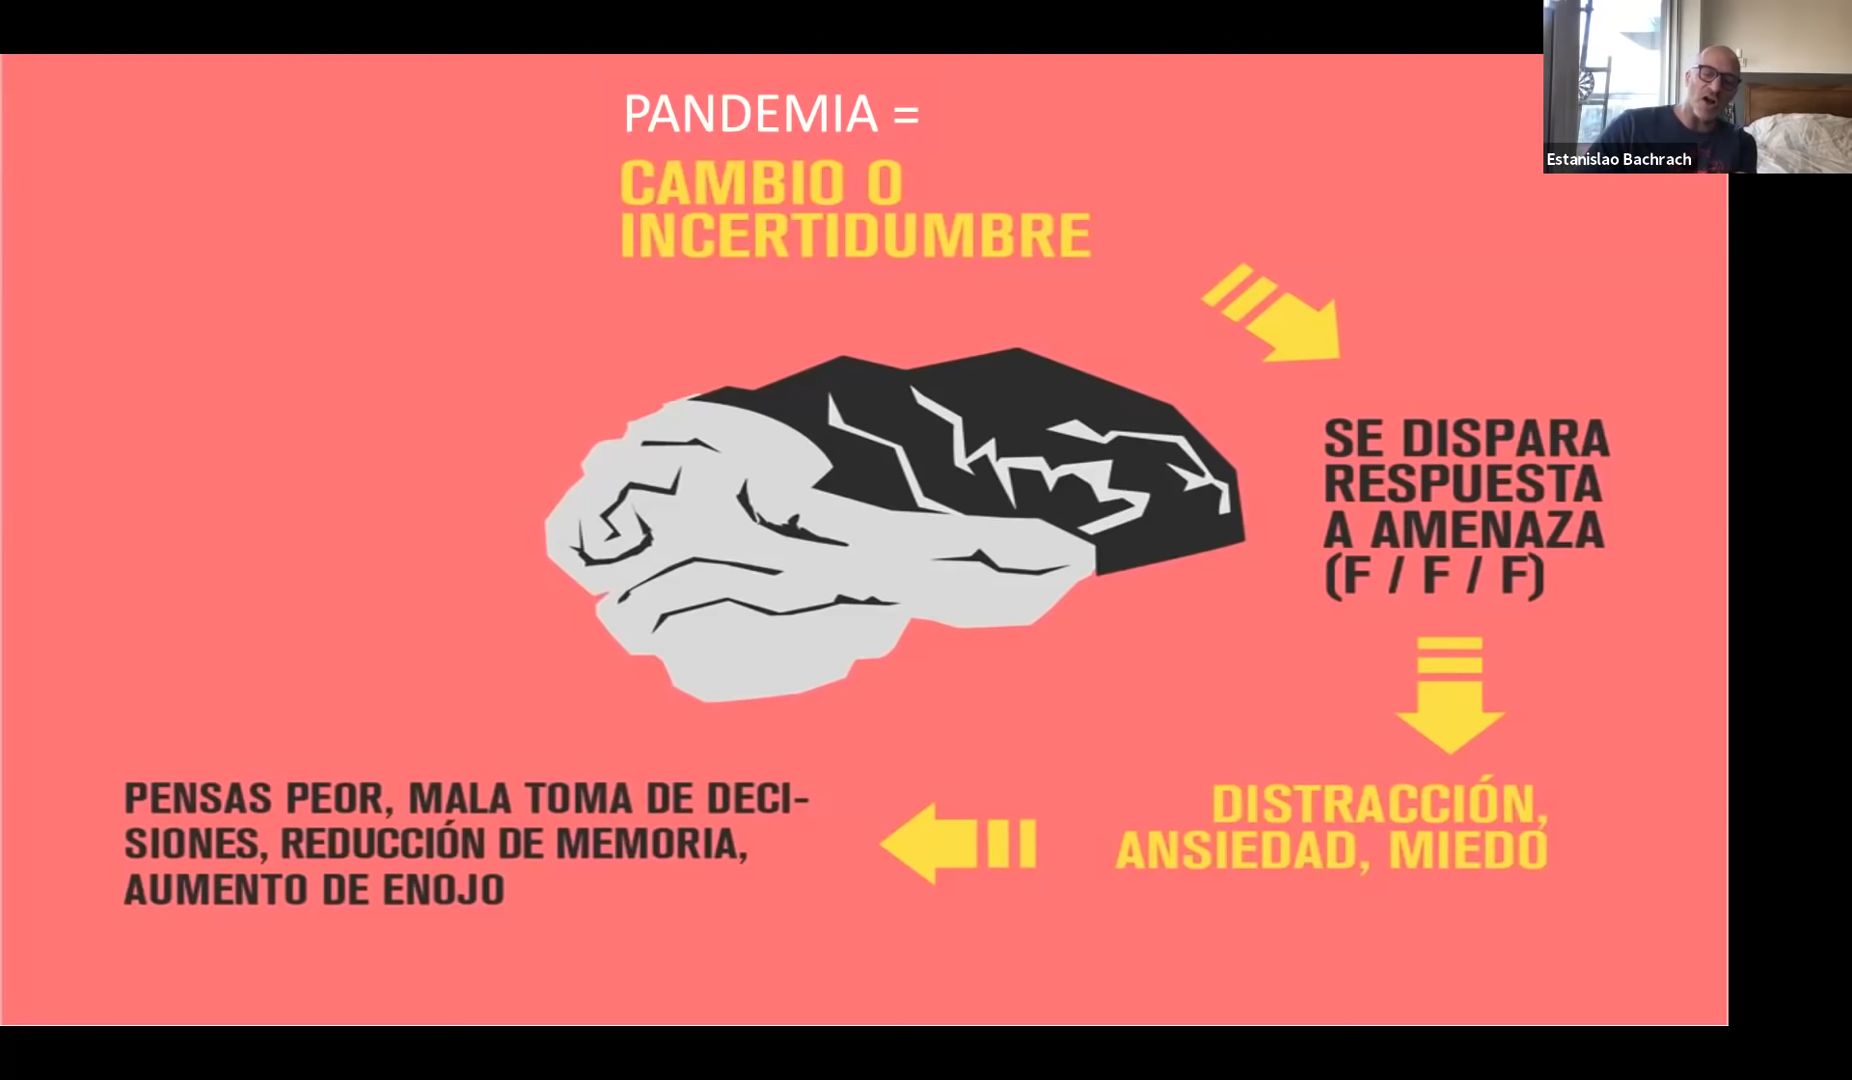 PANDEMIA =
CAMBIO O
INCERTIDUMBRE
Estanislao Bachrach
SE DISPARA
RESPUESTA
A AMENAZA
(F / F / F)
DISTRACCIÓN,
ANSIEDAD, MIEDO
PENSAS PEOR, MALA TOMA DE DECI-
SIONES, REDUCCIÓN DE MEMORIA,
AUMENTO DE ENOJO